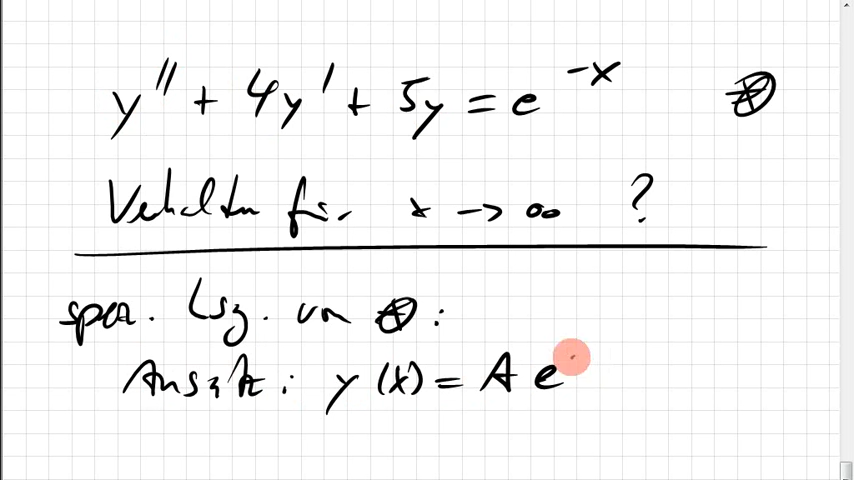 y'' + 4y' + 5y = e^{-x} ⊛
Verhalten für x → ∞ ?
spez. Lsg. von ⊛ :
Ansatz : y(x) = A e